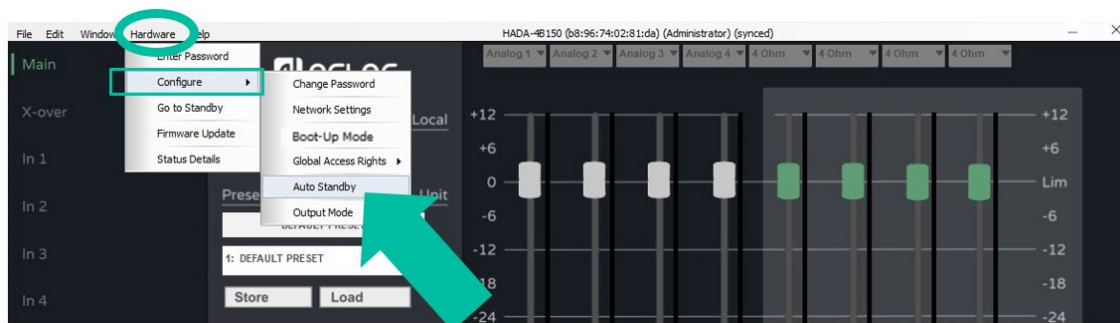 File Edit Window Hardware Help
HADA-4B150 (b8:96:74:02:81:da) (Administrator) (synced)
Main
X-over
In 1
In 2
In 3
In 4
Enter Password
Configure
Go to Standby
Firmware Update
Status Details
Change Password
Network Settings
Boot-Up Mode
Global Access Rights
Auto Standby
Output Mode
Local
Unit
DEFAULT PRESET
1: DEFAULT PRESET
Store Load
Analog 1 Analog 2 Analog 3 Analog 4 4 Ohm 4 Ohm 4 Ohm 4 Ohm
+12 +12
+6 +6
0 Lim
-6 -6
-12 -12
-18 -18
-24 -24